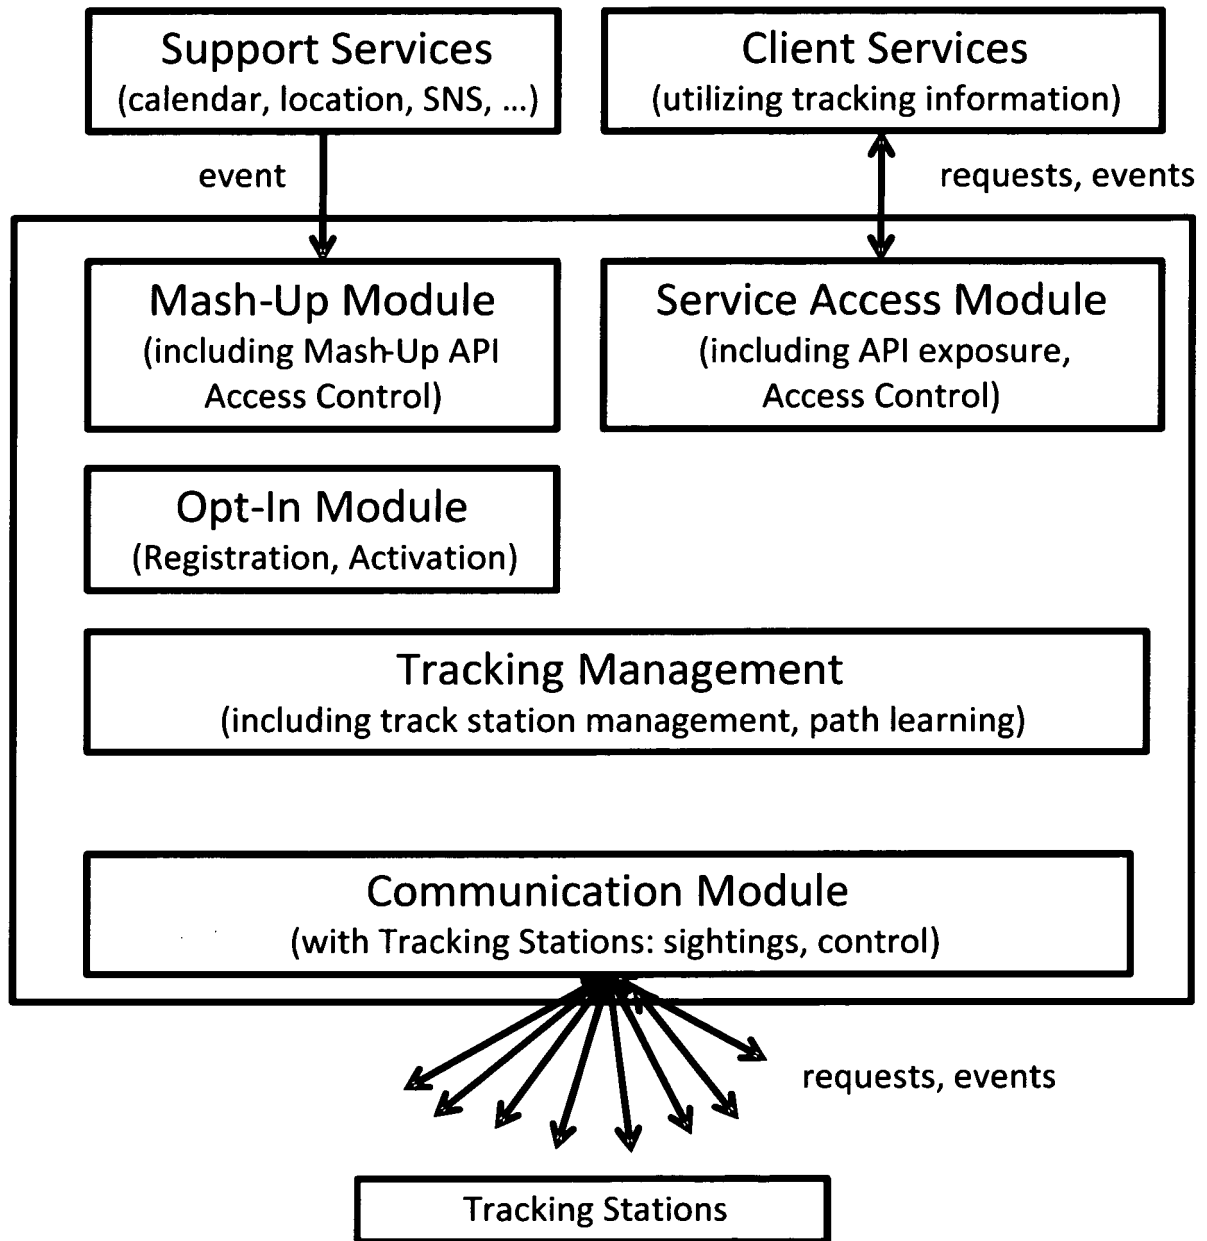 Support Services
(calendar, location, SNS, ...)
Client Services
(utilizing tracking information)
event
requests, events
Mash-Up Module
(including Mash-Up API
Access Control)
Service Access Module
(including API exposure,
Access Control)
Opt-In Module
(Registration, Activation)
Tracking Management
(including track station management, path learning)
Communication Module
(with Tracking Stations: sightings, control)
requests, events
Tracking Stations